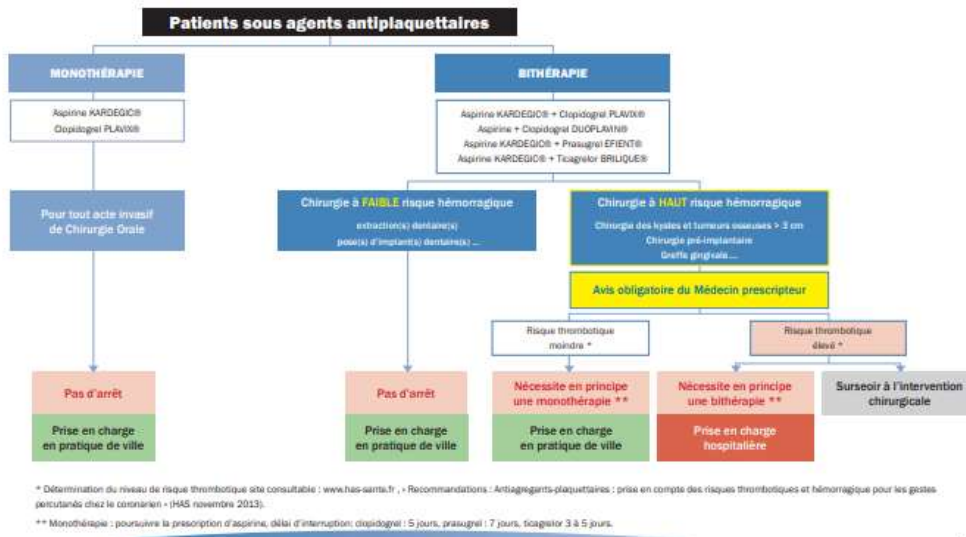 Patients sous agents antiplaquettaires
MONOTHÉRAPIE
Aspirine KARDEGIC®
Clopidogrel PLAVIX®
Pour tout acte invasif
de Chirurgie Orale
Pas d'arrêt
Prise en charge
en pratique de ville
BITHÉRAPIE
Aspirine KARDEGIC® + Clopidogrel PLAVIX®
Aspirine + Clopidogrel DUOPLAVIN®
Aspirine KARDEGIC® + Prasugrel EFIENT®
Aspirine KARDEGIC® + Ticagrelor BRILIQUE®
Chirurgie à FAIBLE risque hémorragique
extraction(s) dentaire(s)
pose(s) d'implant(s) dentaire(s) ...
Pas d'arrêt
Prise en charge
en pratique de ville
Chirurgie à HAUT risque hémorragique
Chirurgie des kystes et tumeurs osseuses > 3 cm
Chirurgie pré-implantaire
Greffe gingivale...
Avis obligatoire du Médecin prescripteur
Risque thrombotique
moindre *
Nécessite en principe
une monothérapie **
Prise en charge
en pratique de ville
Risque thrombotique
élevé *
Nécessite en principe
une bithérapie **
Prise en charge
hospitalière
Surseoir à l'intervention
chirurgicale
* Détermination du niveau de risque thrombotique site consultable : www.has-sante.fr , « Recommandations : Antiagregants-plaquettaires : prise en compte des risques thrombotiques et hémorragique pour les gestes
percutanés chez le coronarien » (HAS novembre 2013).
** Monothérapie : poursuivre la prescription d'aspirine, délai d'interruption: clopidogrel : 5 jours, prasugrel : 7 jours, ticagrelor 3 à 5 jours.